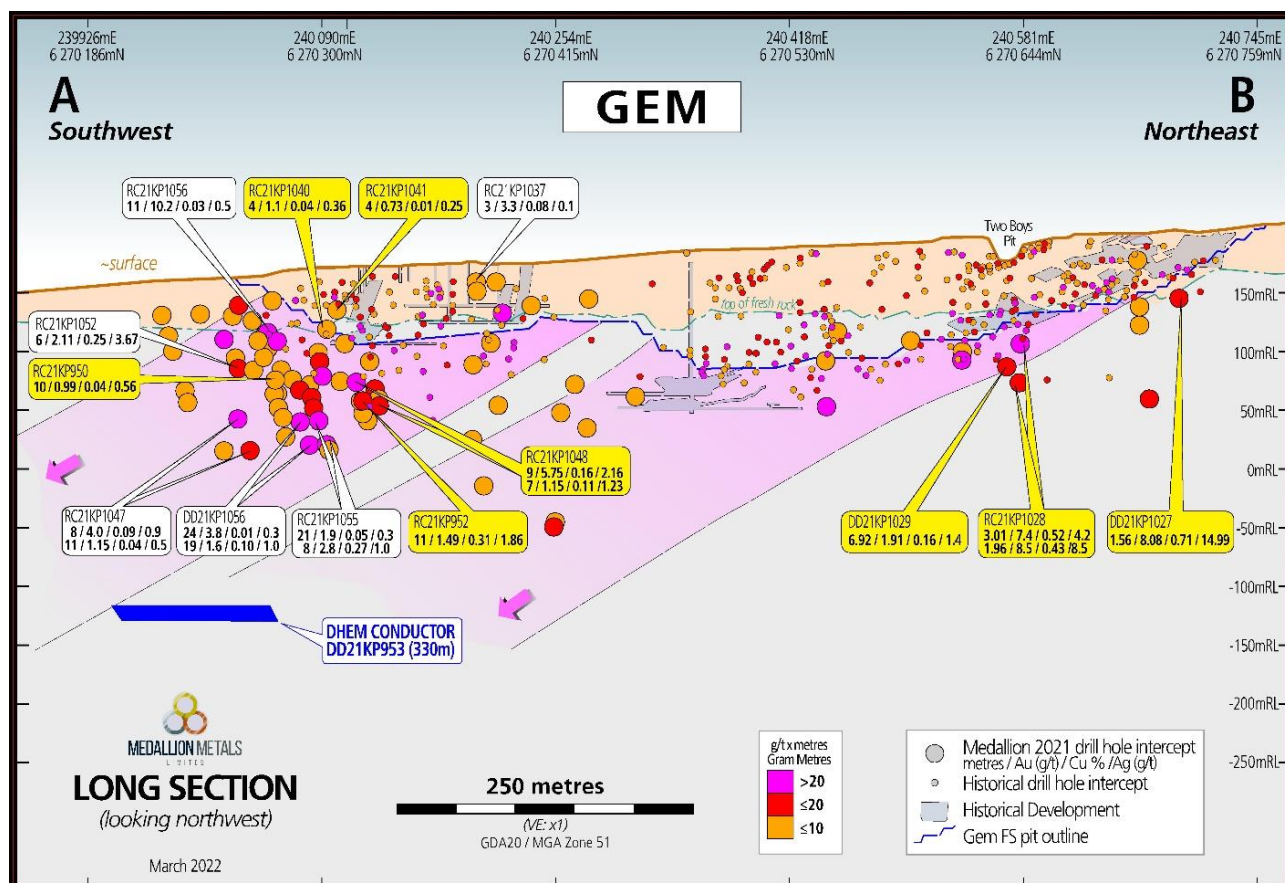 239926mE
6 270 186mN
240 090mE
6 270 300mN
240 254mE
6 270 415mN
240 418mE
6 270 530mN
240 581mE
6 270 644mN
240 745mE
6 270 759mN
A
Southwest
GEM
B
Northeast
RC21KP1056
11 / 10.2 / 0.03 / 0.5
RC21KP1040
4 / 1.1 / 0.04 / 0.36
RC21KP1041
4 / 0.73 / 0.01 / 0.25
RC2'KP1037
3 / 3.3 / 0.08 / 0.1
Two Boys
Pit
~surface
top of fresh rock
150mRL
100mRL
50mRL
0mRL
-50mRL
-100mRL
-150mRL
-200mRL
-250mRL
RC21KP1052
6 / 2.11 / 0.25 / 3.67
RC21KP950
10 / 0.99 / 0.04 / 0.56
RC21KP1048
9 / 5.75 / 0.16 / 2.16
7 / 1.15 / 0.11 / 1.23
RC21KP1047
8 / 4.0 / 0.09 / 0.9
11 / 1.15 / 0.04 / 0.5
DD21KP1056
24 / 3.8 / 0.01 / 0.3
19 / 1.6 / 0.10 / 1.0
RC21KP1055
21 / 1.9 / 0.05 / 0.3
8 / 2.8 / 0.27 / 1.0
RC21KP952
11 / 1.49 / 0.31 / 1.86
DD21KP1029
6.92 / 1.91 / 0.16 / 1.4
RC21KP1028
3.01 / 7.4 / 0.52 / 4.2
1.96 / 8.5 / 0.43 / 8.5
DD21KP1027
1.56 / 8.08 / 0.71 / 14.99
DHEM CONDUCTOR
DD21KP953 (330m)
MEDALLION METALS
LIMITED
LONG SECTION
(looking northwest)
March 2022
250 metres
(VE: x1)
GDA20 / MGA Zone 51
g/t x metres
Gram Metres
>20
≤20
≤10
Medallion 2021 drill hole intercept
metres / Au (g/t) / Cu % /Ag (g/t)
Historical drill hole intercept
Historical Development
Gem FS pit outline